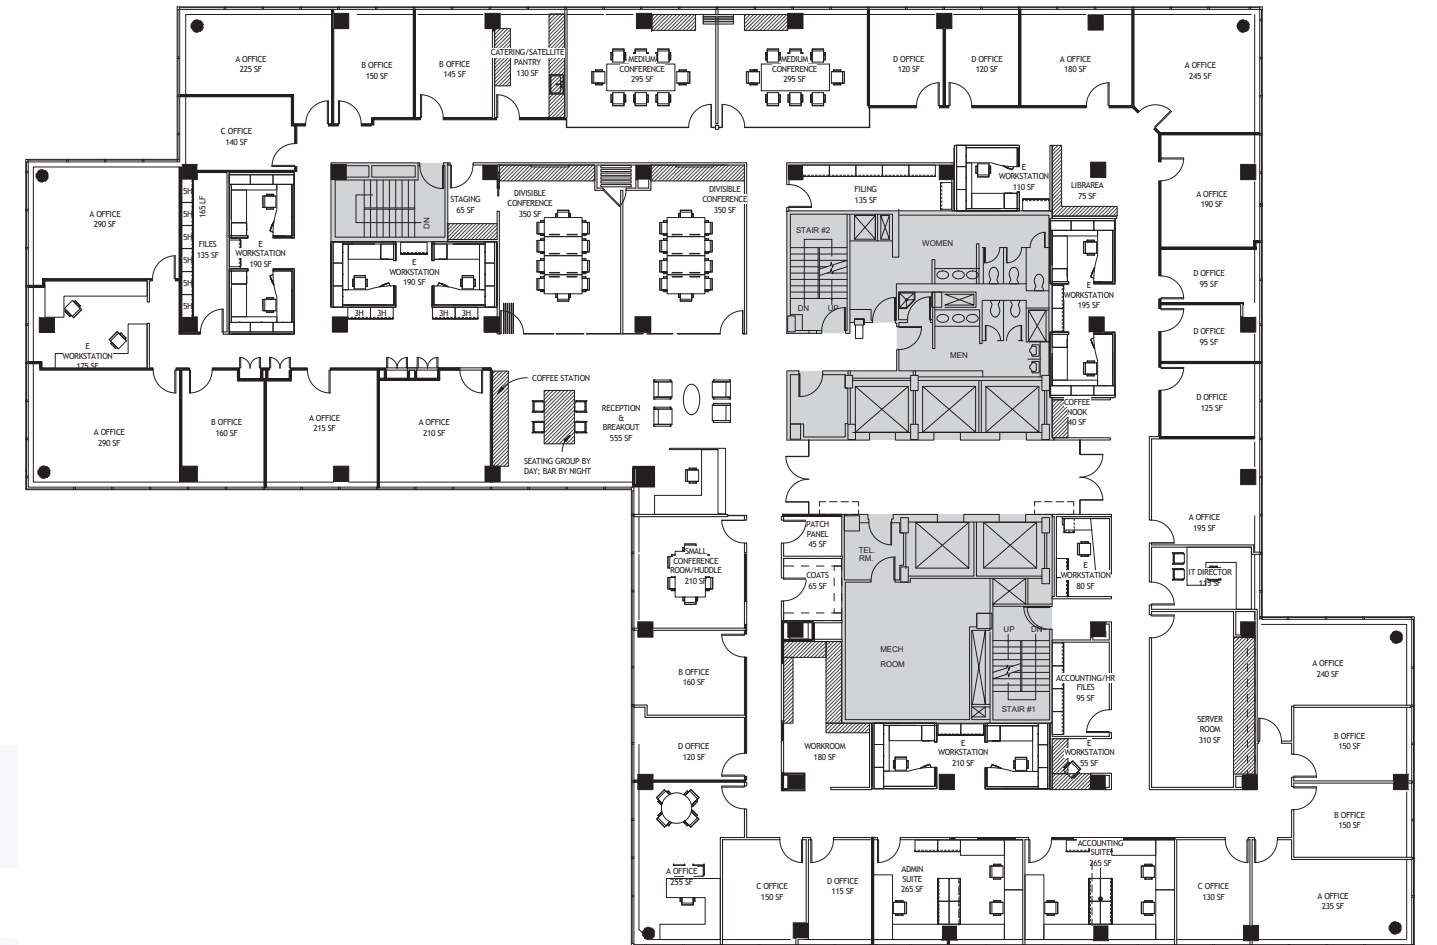 A OFFICE
225 SF
B OFFICE
150 SF
B OFFICE
145 SF
CATERING/SATELLITE
PANTRY
130 SF
MEDIUM
CONFERENCE
295 SF
MEDIUM
CONFERENCE
295 SF
D OFFICE
120 SF
D OFFICE
120 SF
A OFFICE
180 SF
A OFFICE
245 SF
C OFFICE
140 SF
A OFFICE
290 SF
5H
5H
5H
5H
5H
5H
165 LF
FILES
135 SF
E
WORKSTATION
190 SF
DN
STAGING
65 SF
E
WORKSTATION
190 SF
3H
3H
3H
3H
DIVISIBLE
CONFERENCE
350 SF
DIVISIBLE
CONFERENCE
350 SF
FILING
135 SF
E
WORKSTATION
110 SF
LIBRAREA
75 SF
A OFFICE
190 SF
STAIR #2
DN
UP
WOMEN
MEN
E
WORKSTATION
195 SF
D OFFICE
95 SF
D OFFICE
95 SF
D OFFICE
125 SF
E
WORKSTATION
175 SF
A OFFICE
290 SF
B OFFICE
160 SF
A OFFICE
215 SF
A OFFICE
210 SF
COFFEE STATION
RECEPTION
&
BREAKOUT
555 SF
SEATING GROUP BY
DAY; BAR BY NIGHT
COFFEE
NOOK
40 SF
A OFFICE
195 SF
SMALL
CONFERENCE
ROOM/HUDDLE
210 SF
PATCH
PANEL
45 SF
COATS
65 SF
TEL.
RM.
E
WORKSTATION
80 SF
IT DIRECTOR
115 SF
B OFFICE
160 SF
MECH
ROOM
UP
DN
STAIR #1
ACCOUNTING/HR
FILES
95 SF
A OFFICE
240 SF
SERVER
ROOM
310 SF
D OFFICE
120 SF
WORKROOM
180 SF
E
WORKSTATION
210 SF
E
WORKSTATION
55 SF
B OFFICE
150 SF
B OFFICE
150 SF
A OFFICE
255 SF
C OFFICE
150 SF
D OFFICE
115 SF
ADMIN
SUITE
265 SF
ACCOUNTING
SUITE
265 SF
C OFFICE
130 SF
A OFFICE
235 SF